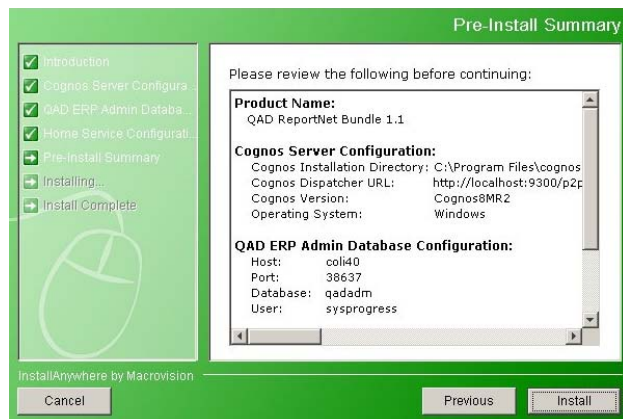 Pre-Install Summary
Introduction
Cognos Server Configura...
QAD ERP Admin Databa...
Home Service Configurati...
Pre-Install Summary
Installing...
Install Complete
Please review the following before continuing:
Product Name:
QAD ReportNet Bundle 1.1
Cognos Server Configuration:
Cognos Installation Directory: C:\Program Files\cognos
Cognos Dispatcher URL: http://localhost:9300/p2p
Cognos Version: Cognos8MR2
Operating System: Windows
QAD ERP Admin Database Configuration:
Host: coli40
Port: 38637
Database: qadadm
User: sysprogress
InstallAnywhere by Macrovision
Cancel
Previous
Install